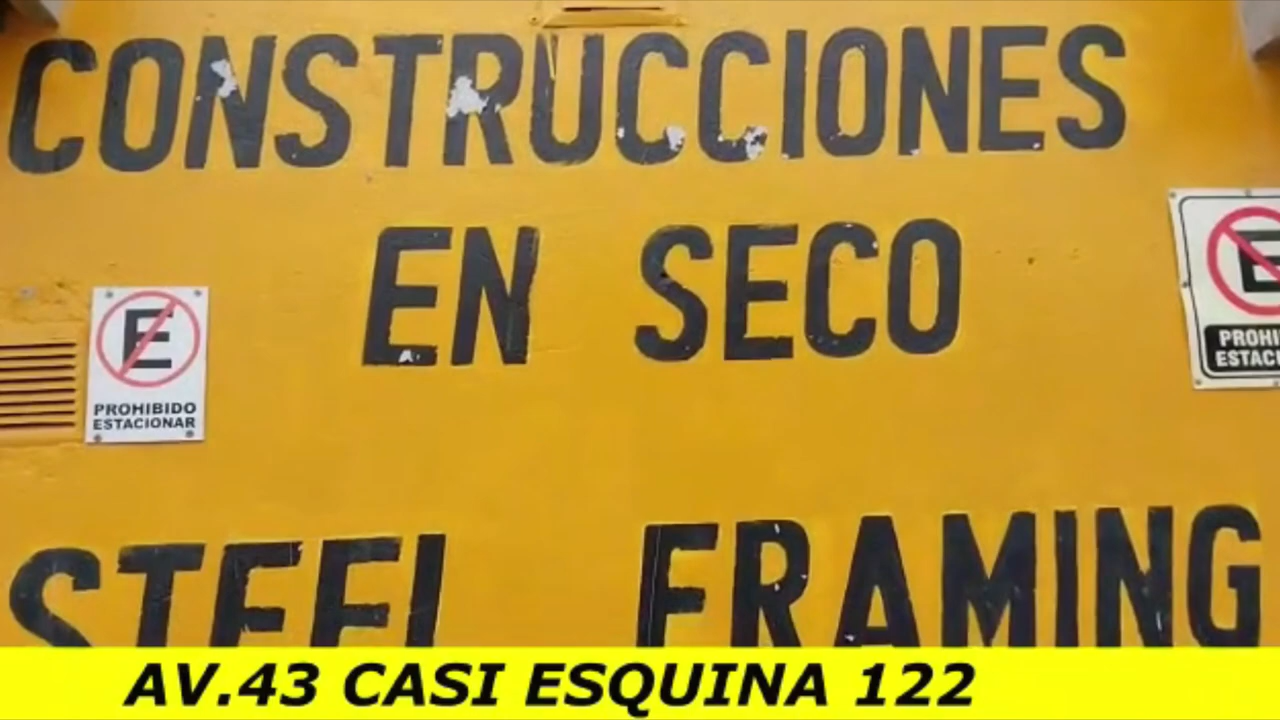 CONSTRUCCIONES
EN SECO
E
PROHIBIDO
ESTACIONAR
E
STEEL FRAMING
AV.43 CASI ESQUINA 122